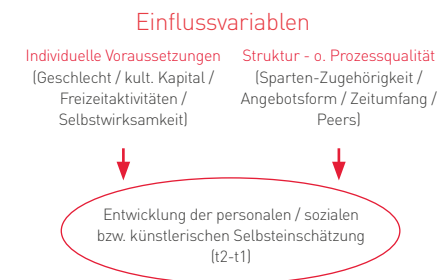 Einflussvariablen
Individuelle Voraussetzungen
(Geschlecht / kult. Kapital /
Freizeitaktivitäten /
Selbstwirksamkeit)
Struktur - o. Prozessqualität
(Sparten-Zugehörigkeit /
Angebotsform / Zeitumfang /
Peers)
Entwicklung der personalen / sozialen
bzw. künstlerischen Selbsteinschätzung
(t2-t1)